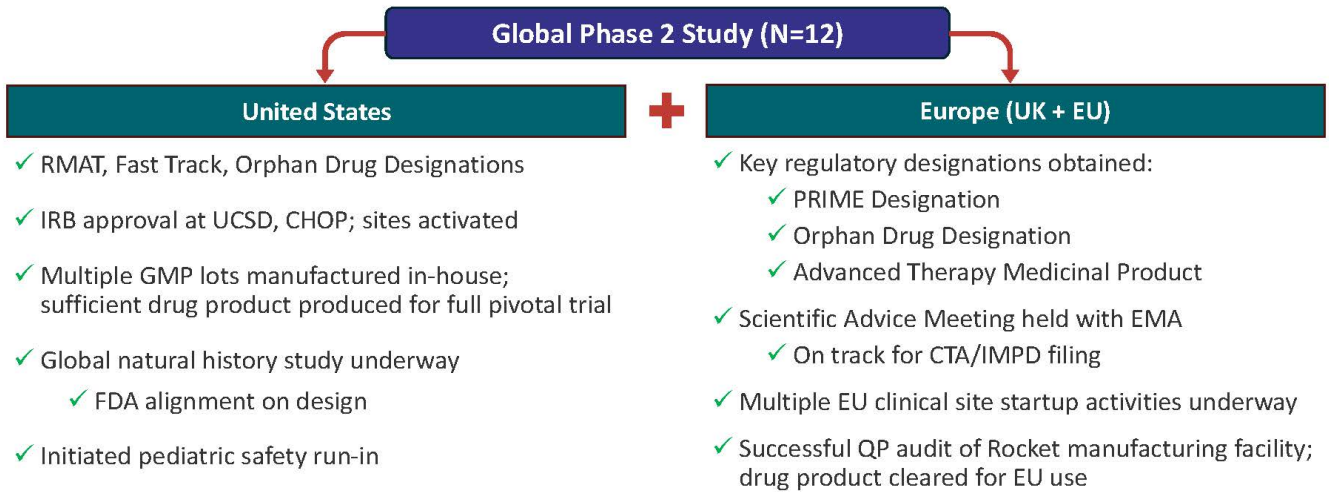 Global Phase 2 Study (N=12)
United States
RMAT, Fast Track, Orphan Drug Designations
IRB approval at UCSD, CHOP; sites activated
Multiple GMP lots manufactured in-house;
sufficient drug product produced for full pivotal trial
Global natural history study underway
FDA alignment on design
Initiated pediatric safety run-in
Europe (UK + EU)
Key regulatory designations obtained:
PRIME Designation
Orphan Drug Designation
Advanced Therapy Medicinal Product
Scientific Advice Meeting held with EMA
On track for CTA/IMPD filing
Multiple EU clinical site startup activities underway
Successful QP audit of Rocket manufacturing facility;
drug product cleared for EU use